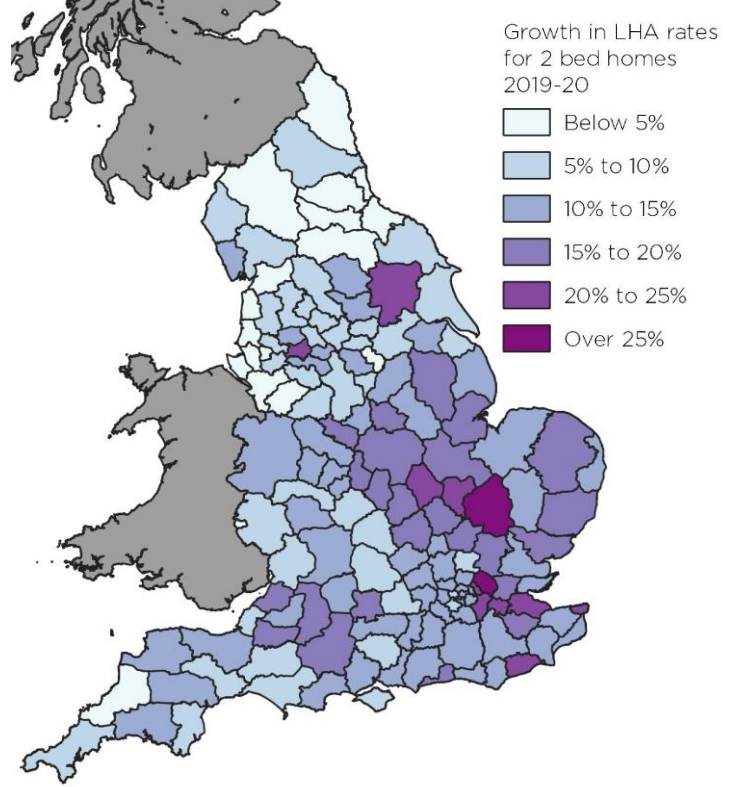 Growth in LHA rates
for 2 bed homes
2019-20
Below 5%
5% to 10%
10% to 15%
15% to 20%
20% to 25%
Over 25%